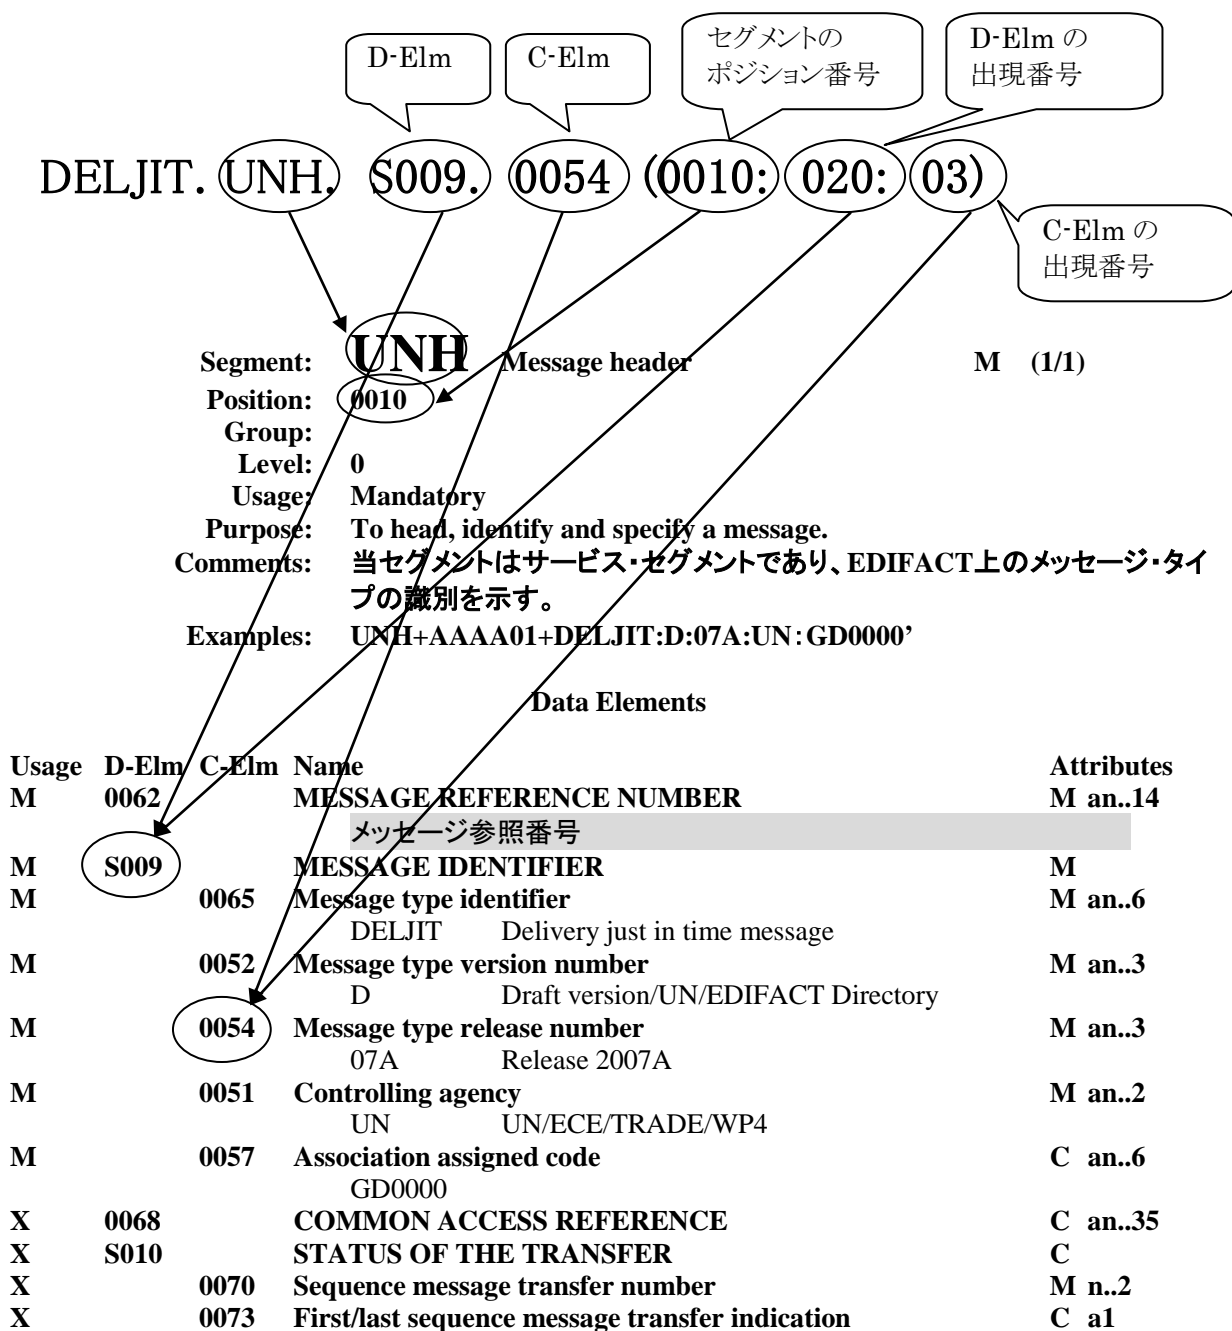 D-Elm
C-Elm
セグメントの
ポジション番号
D-Elm の
出現番号
DELJIT. UNH. S009. 0054 (0010: 020: 03)
C-Elm の
出現番号
Segment: UNH Message header M (1/1)
Position: 0010
Group:
Level: 0
Usage: Mandatory
Purpose: To head, identify and specify a message.
Comments: 当セグメントはサービス・セグメントであり、EDIFACT上のメッセージ・タイ
プの識別を示す。
Examples: UNH+AAAA01+DELJIT:D:07A:UN：GD0000’
Data Elements
Usage D-Elm C-Elm Name Attributes
M 0062 MESSAGE REFERENCE NUMBER M an..14
メッセージ参照番号
M S009 MESSAGE IDENTIFIER M
M 0065 Message type identifier M an..6
DELJIT Delivery just in time message
M 0052 Message type version number M an..3
D Draft version/UN/EDIFACT Directory
M 0054 Message type release number M an..3
07A Release 2007A
M 0051 Controlling agency M an..2
UN UN/ECE/TRADE/WP4
M 0057 Association assigned code C an..6
GD0000
X 0068 COMMON ACCESS REFERENCE C an..35
X S010 STATUS OF THE TRANSFER C
X 0070 Sequence message transfer number M n..2
X 0073 First/last sequence message transfer indication C a1